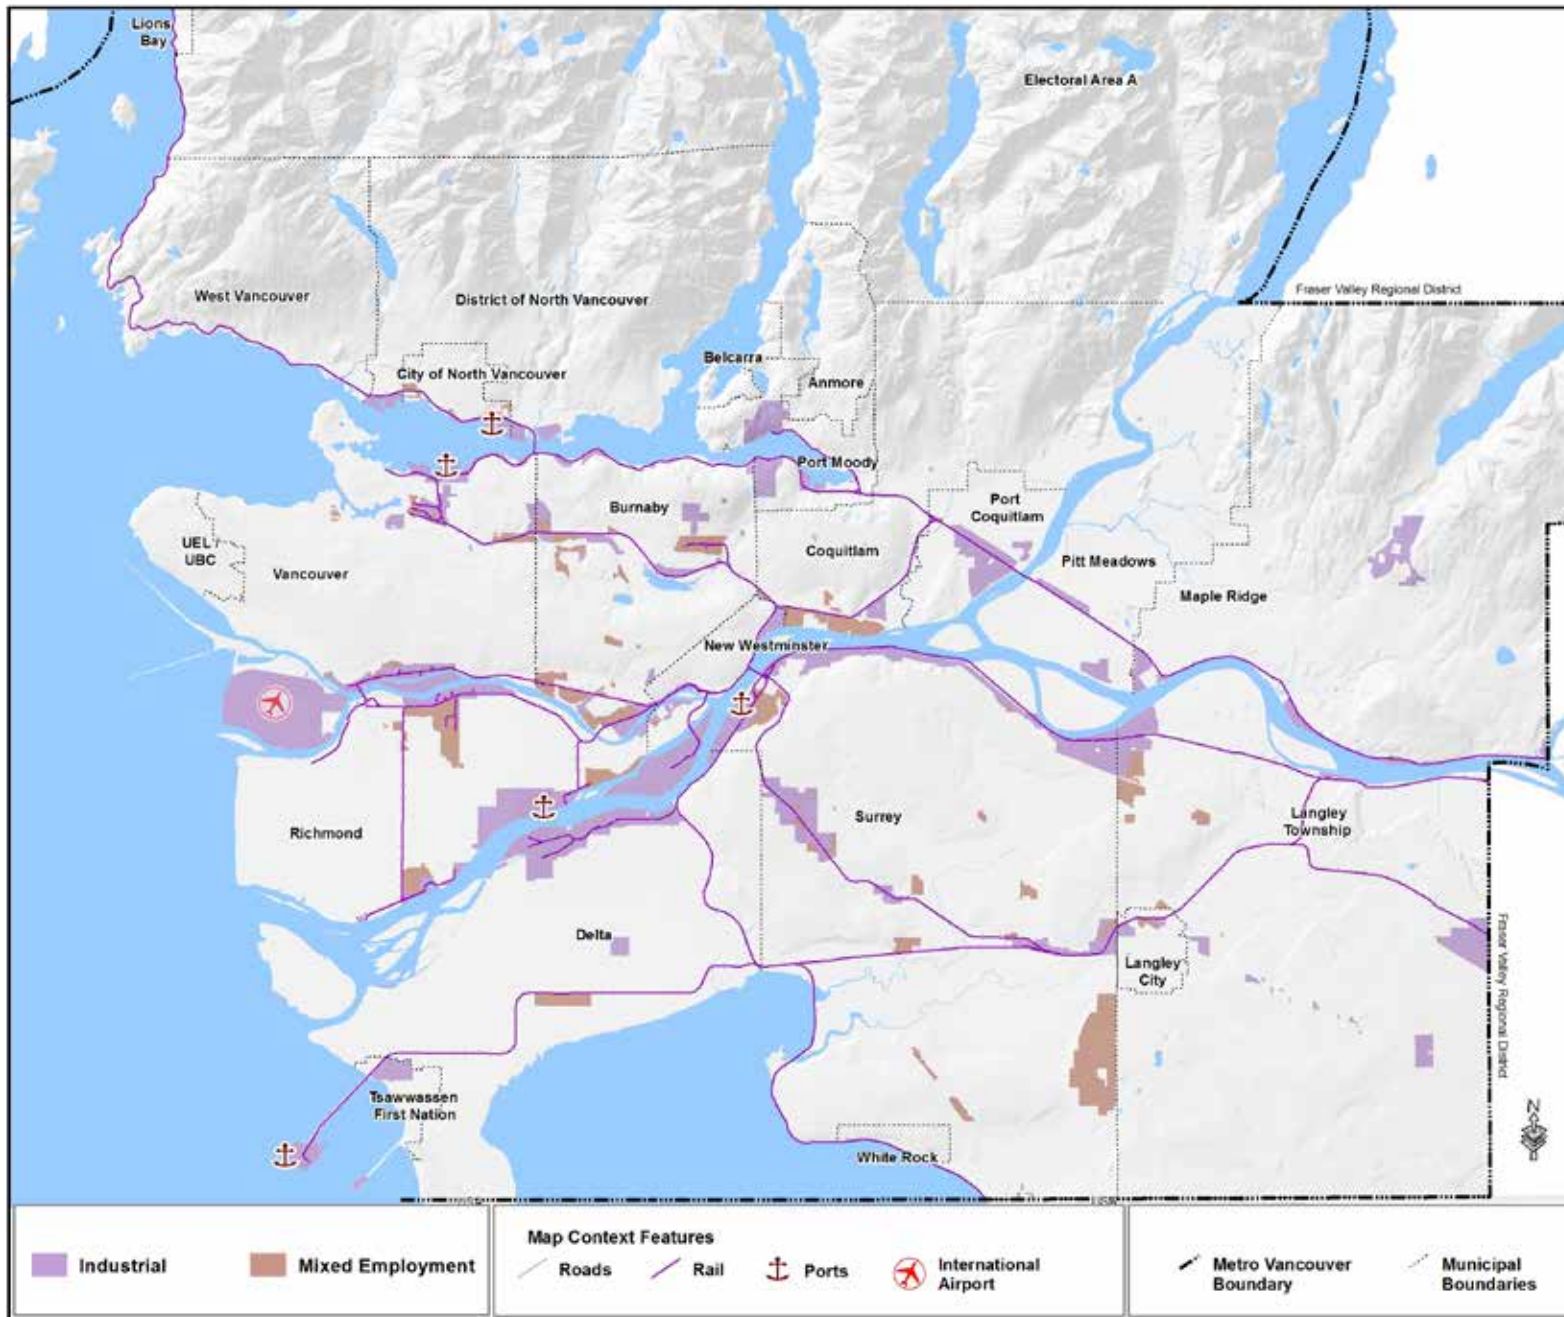 Lions
Bay
Electoral Area A
Fraser Valley Regional District
West Vancouver
District of North Vancouver
Belcarra
City of North Vancouver
Anmore
Port Moody
Port
Coquitlam
Burnaby
UEL /
UBC
Vancouver
Coquitlam
Pitt Meadows
Maple Ridge
New Westminster
Richmond
Surrey
Langley
Township
Delta
Langley
City
Fraser Valley Regional District
Tsawwassen
First Nation
White Rock
N
Industrial
Mixed Employment
Map Context Features
Roads
Rail
Ports
International
Airport
Metro Vancouver
Boundary
Municipal
Boundaries